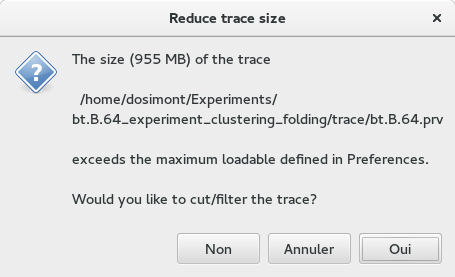 Reduce trace size
The size (955 MB) of the trace
/home/dosimont/Experiments/
bt.B.64_experiment_clustering_folding/trace/bt.B.64.prv
exceeds the maximum loadable defined in Preferences.
Would you like to cut/filter the trace?
Non Annuler Oui